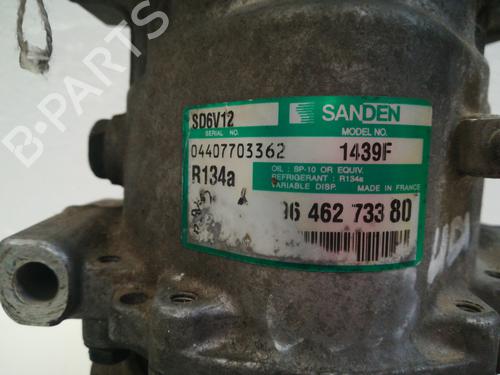 SD6V12
SANDEN
SERIAL NO.
MODEL NO.
04407703362
1439F
R134a
OIL : SP-10 OR EQUIV.
REFRIGERANT : R134a
VARIABLE DISP. MADE IN FRANCE
96 462 733 80
B-PARTS